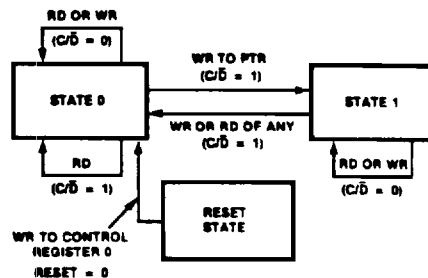 RD OR WR
(C/D̅ = 0)
WR TO PTR
(C/D̅ = 1)
STATE 0
STATE 1
WR OR RD OF ANY
(C/D̅ = 1)
RD
(C/D̅ = 1)
RD OR WR
(C/D̅ = 0)
RESET
STATE
WR TO CONTROL
REGISTER 0
RESET = 0